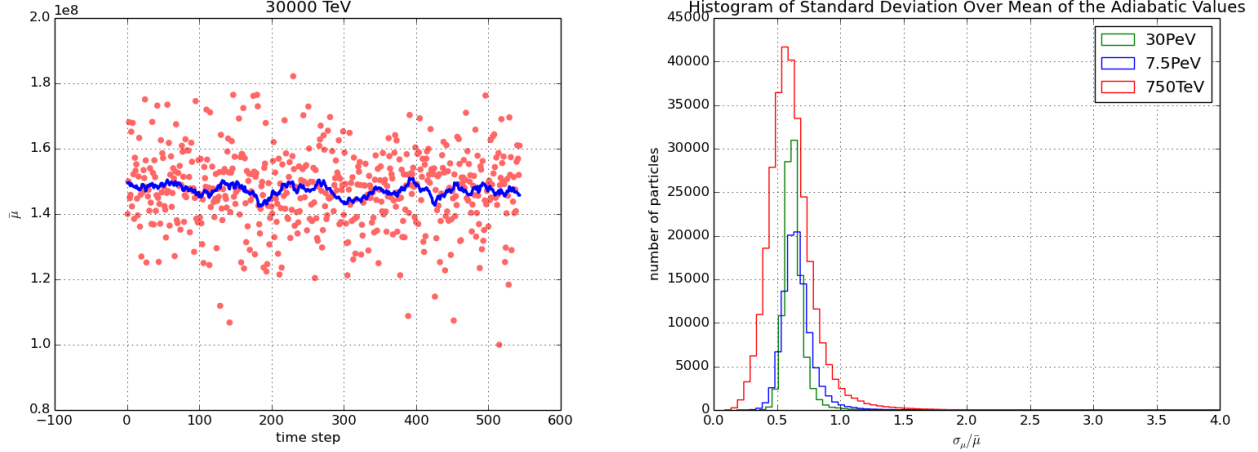 30000 TeV
1e8
2.0
1.8
1.6
1.4
1.2
1.0
0.8
μ̄
−100 0 100 200 300 400 500 600
time step
Histogram of Standard Deviation Over Mean of the Adiabatic Values
45000
40000
35000
30000
25000
20000
15000
10000
5000
0
number of particles
30PeV
7.5PeV
750TeV
0.0 0.5 1.0 1.5 2.0 2.5 3.0 3.5 4.0
σμ/μ̄